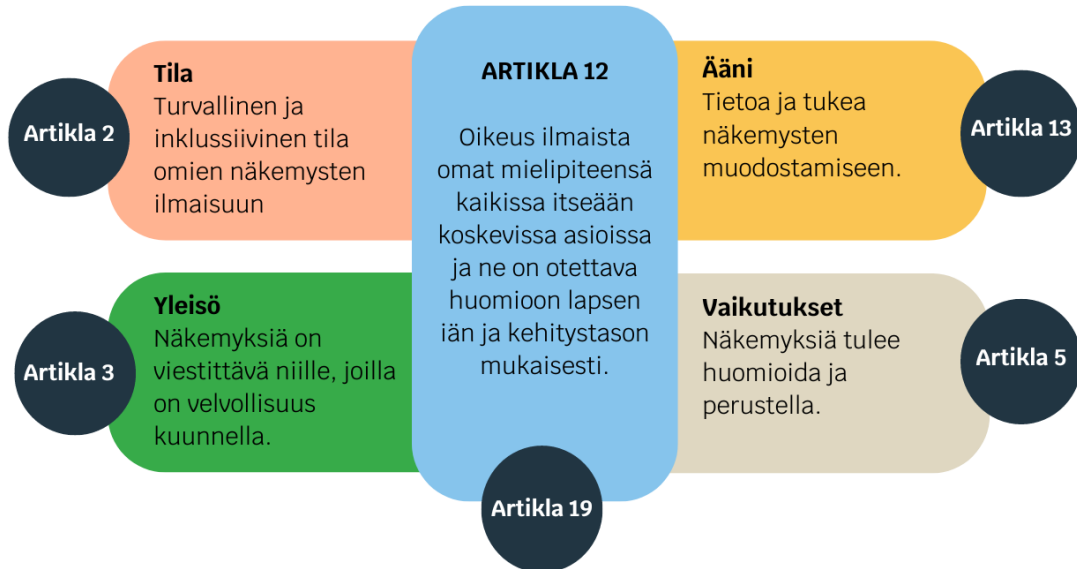 Artikla 2
Tila
Turvallinen ja
inklussiivinen tila
omien näkemysten
ilmaisuun
Artikla 3
Yleisö
Näkemyksiä on
viestittävä niille, joilla
on velvollisuus
kuunnella.
ARTIKLA 12
Oikeus ilmaista
omat mielipiteensä
kaikissa itseään
koskevissa asioissa
ja ne on otettava
huomioon lapsen
iän ja kehitystason
mukaisesti.
Artikla 19
Ääni
Tietoa ja tukea
näkemysten
muodostamiseen.
Artikla 13
Vaikutukset
Näkemyksiä tulee
huomioida ja
perustella.
Artikla 5